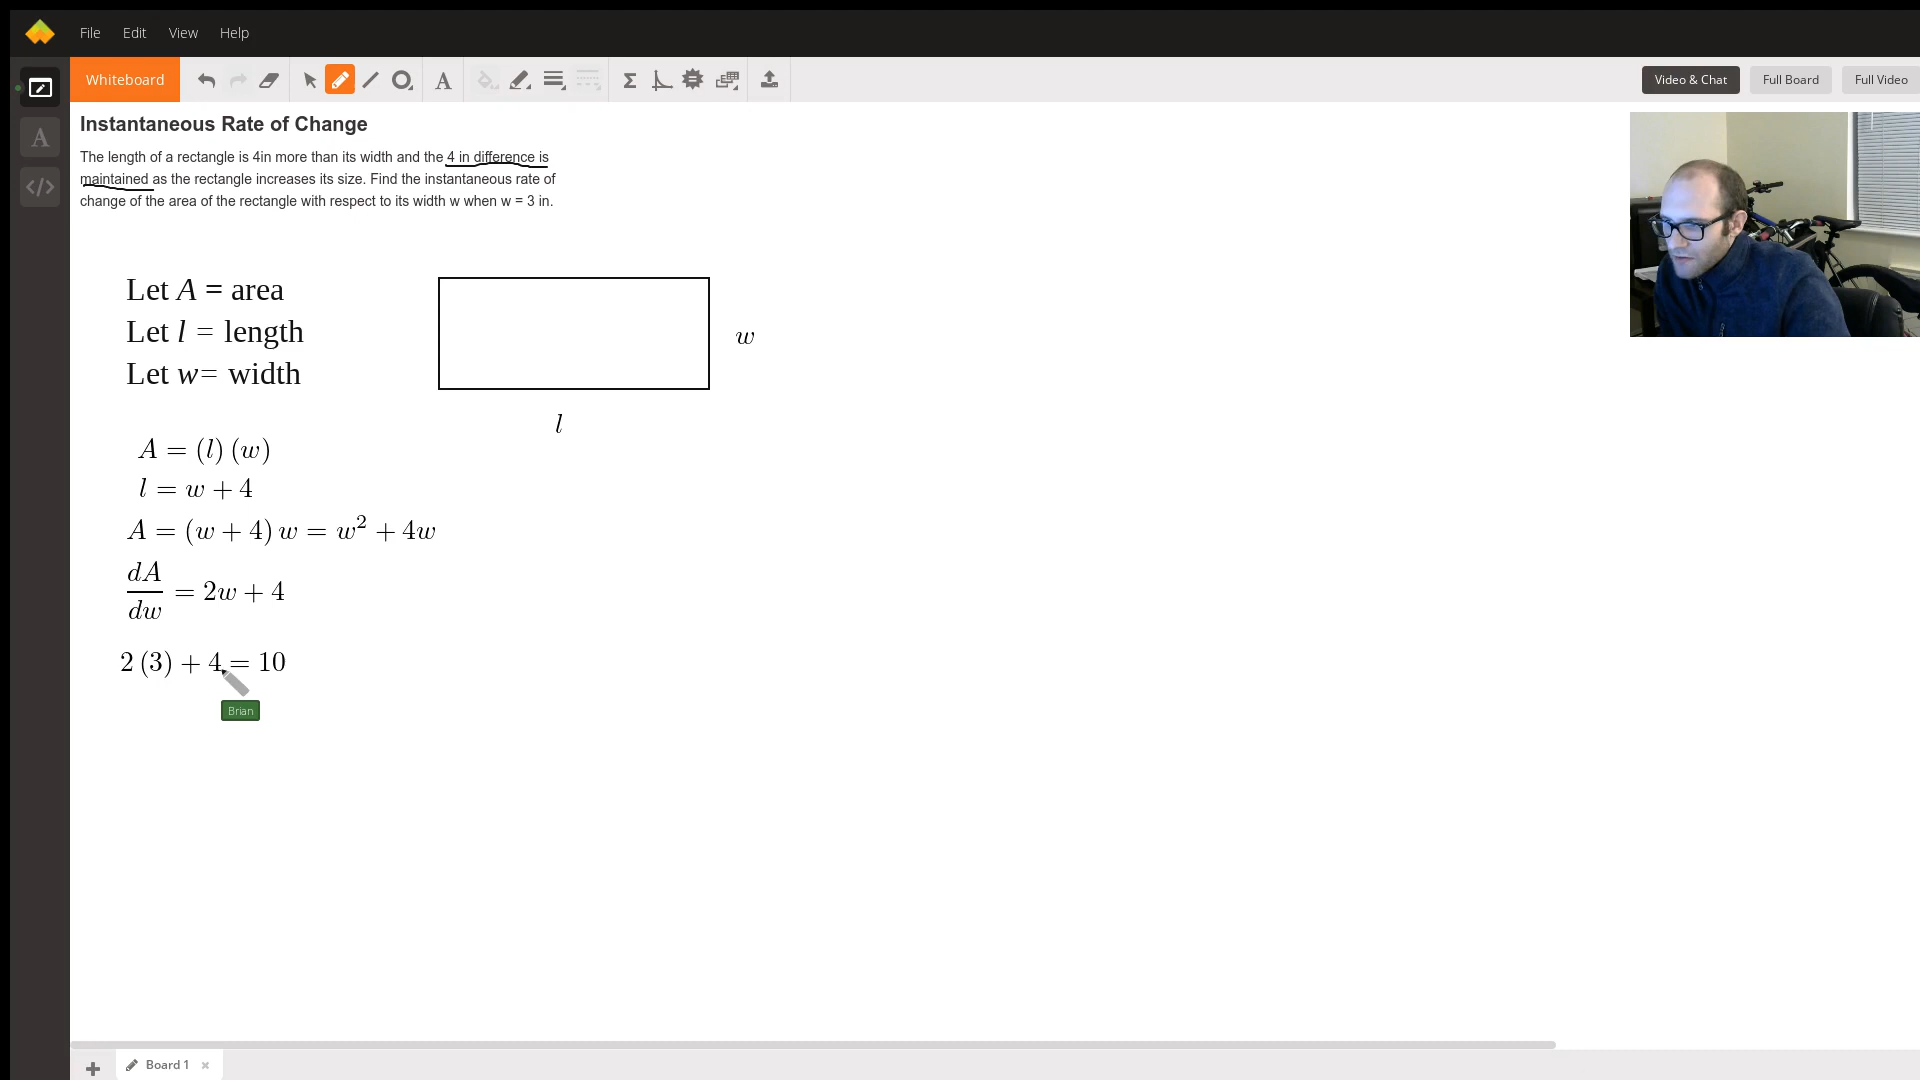 File Edit View Help
Whiteboard
A
Σ
Video & Chat Full Board Full Video
A
</>
Instantaneous Rate of Change
The length of a rectangle is 4in more than its width and the 4 in difference is
maintained as the rectangle increases its size. Find the instantaneous rate of
change of the area of the rectangle with respect to its width w when w = 3 in.
Let A = area
Let l = length
Let w= width
w
l
A = (l) (w)
l = w + 4
A = (w + 4) w = w² + 4w
dA
dw = 2w + 4
2 (3) + 4 = 10
Brian
Board 1